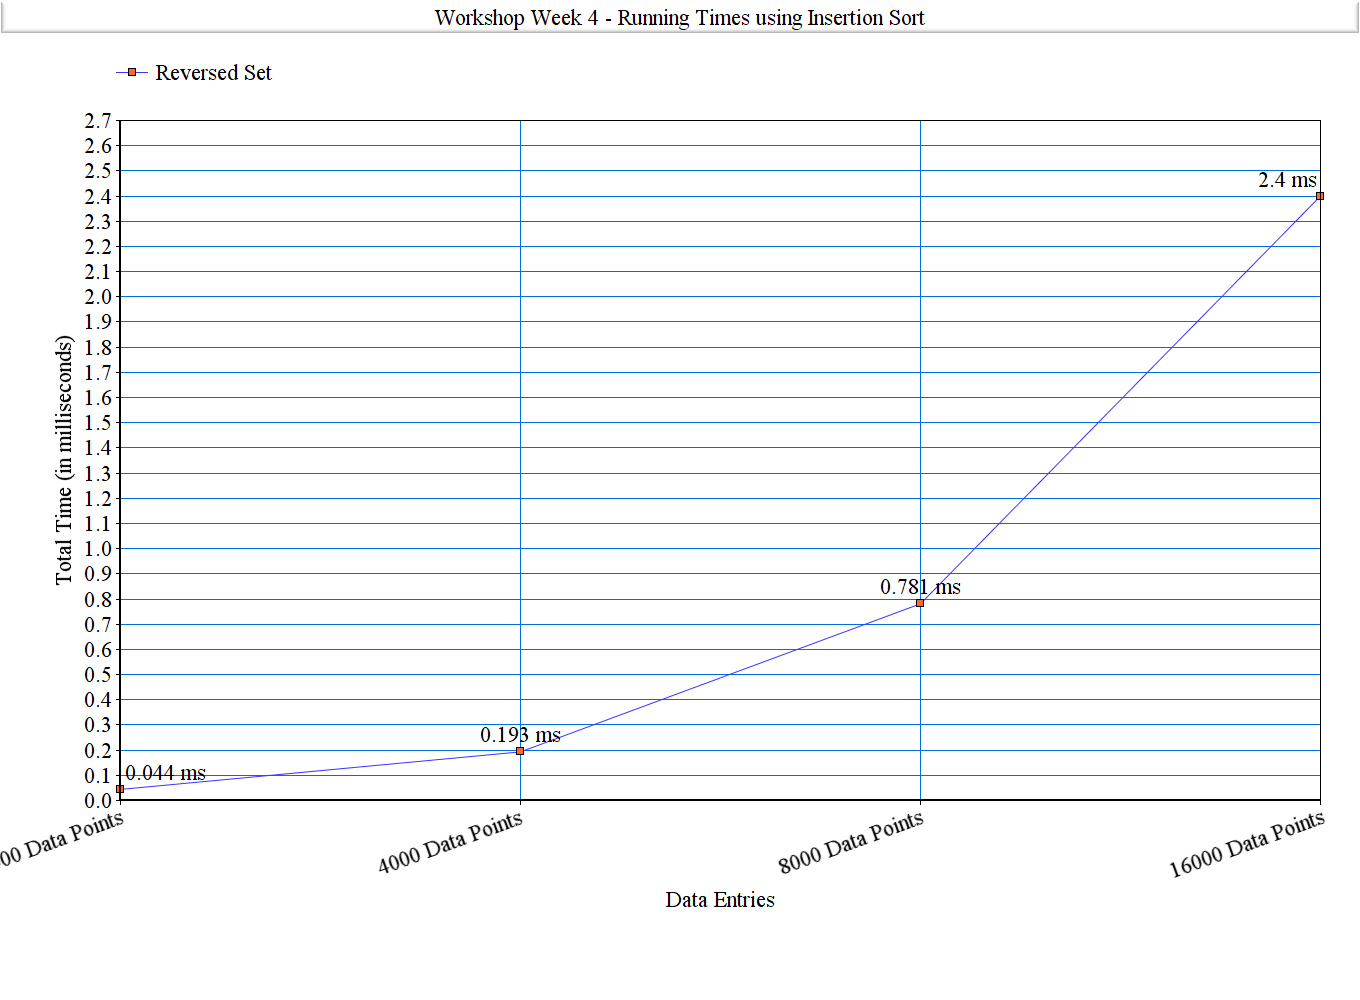 Workshop Week 4 - Running Times using Insertion Sort
Reversed Set
2.7
2.6
2.5
2.4
2.3
2.2
2.1
2.0
1.9
1.8
1.7
1.6
1.5
1.4
1.3
1.2
1.1
1.0
0.9
0.8
0.7
0.6
0.5
0.4
0.3
0.2
0.1
0.0
Total Time (in milliseconds)
0.044 ms
0.193 ms
0.781 ms
2.4 ms
00 Data Points
4000 Data Points
8000 Data Points
16000 Data Points
Data Entries